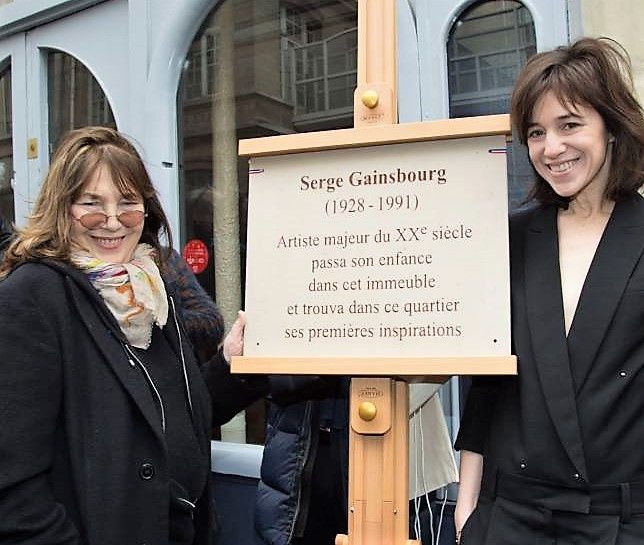 Serge Gainsbourg
(1928-1991)
Artiste majeur du XXe siècle
passa son enfance
dans cet immeuble
et trouva dans ce quartier
ses premières inspirations